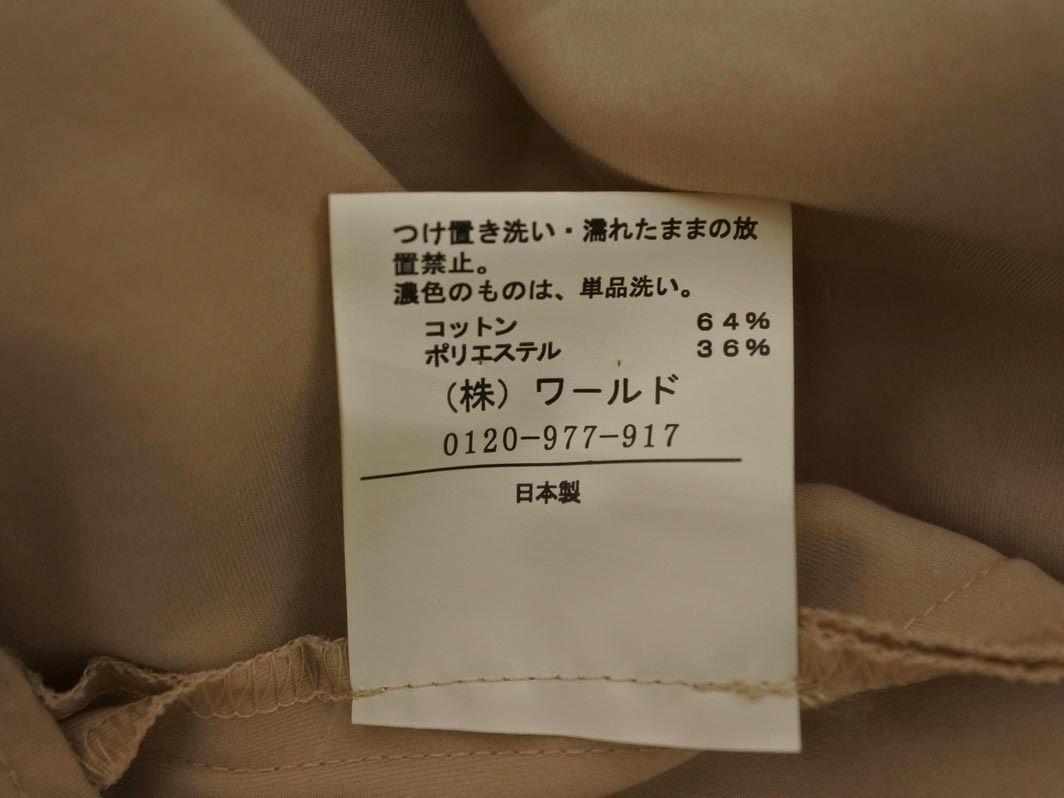 つけ置き洗い・濡れたままの放
置禁止。
濃色のものは、単品洗い。
コットン ６４％
ポリエステル ３６％
（株）ワールド
0120-977-917
日本製